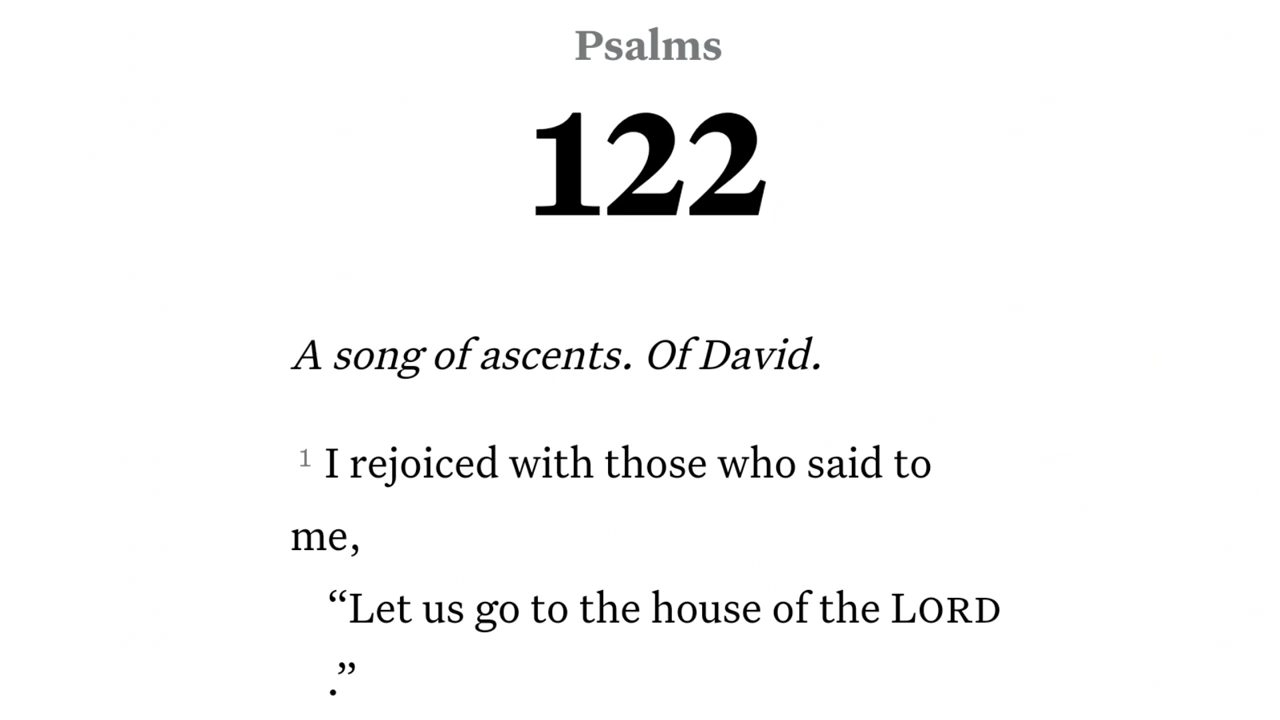 Psalms
122
A song of ascents. Of David.
1 I rejoiced with those who said to
me,
“Let us go to the house of the LORD
.”